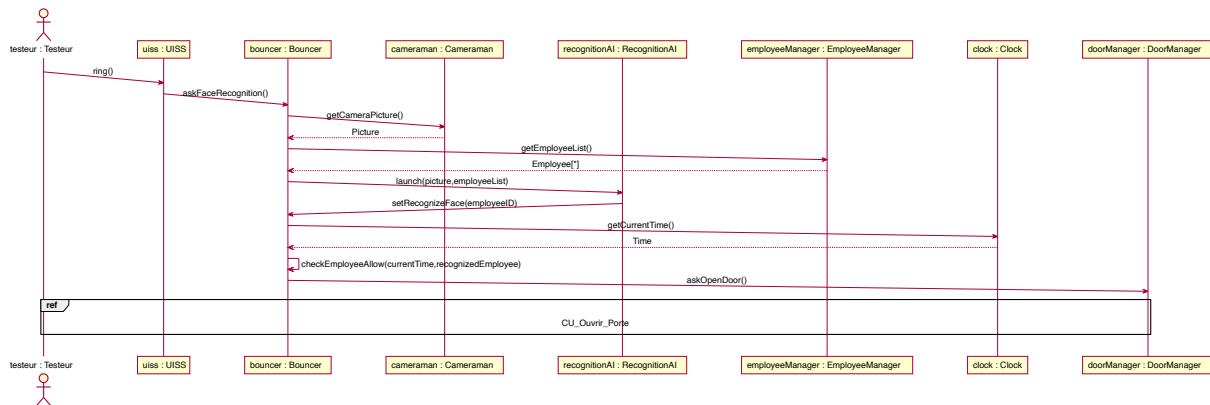 testeur : Testeur
uiss : UISS
bouncer : Bouncer
cameraman : Cameraman
recognitionAI : RecognitionAI
employeeManager : EmployeeManager
clock : Clock
doorManager : DoorManager
ring()
askFaceRecognition()
getCameraPicture()
Picture
getEmployeeList()
Employee[*]
launch(picture,employeeList)
setRecognizeFace(employeeID)
getCurrentTime()
Time
checkEmployeeAllow(currentTime,recognizedEmployee)
askOpenDoor()
ref
CU_Ouvrir_Porte
testeur : Testeur
uiss : UISS
bouncer : Bouncer
cameraman : Cameraman
recognitionAI : RecognitionAI
employeeManager : EmployeeManager
clock : Clock
doorManager : DoorManager